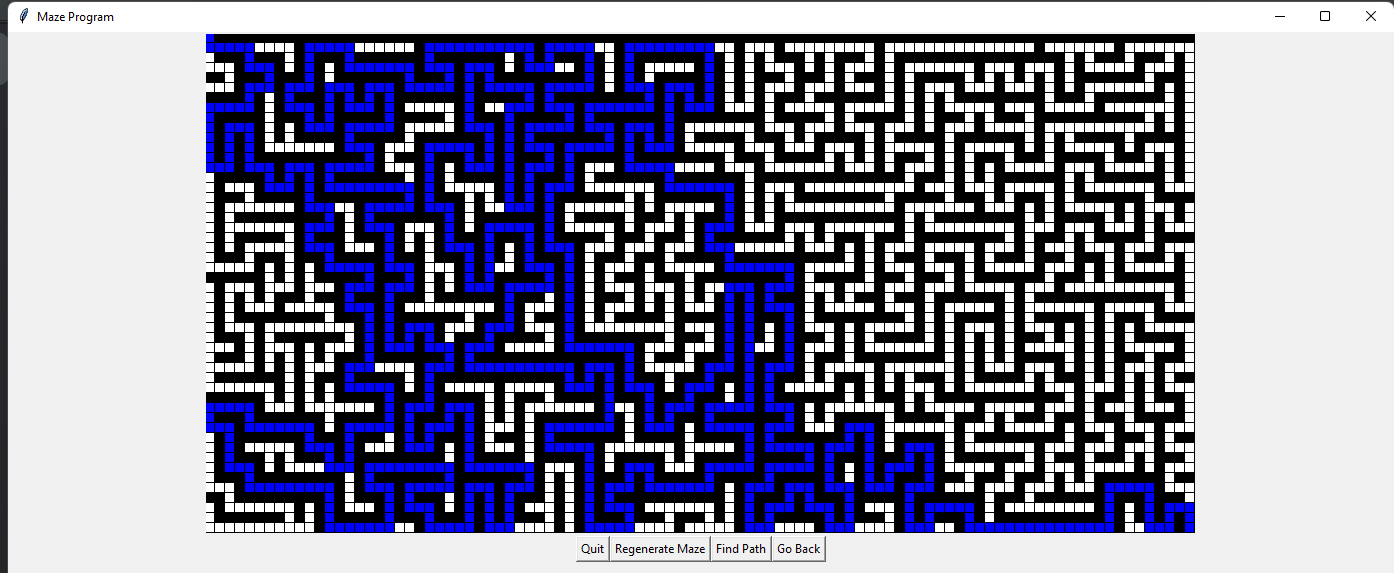 Maze Program
Quit Regenerate Maze Find Path Go Back